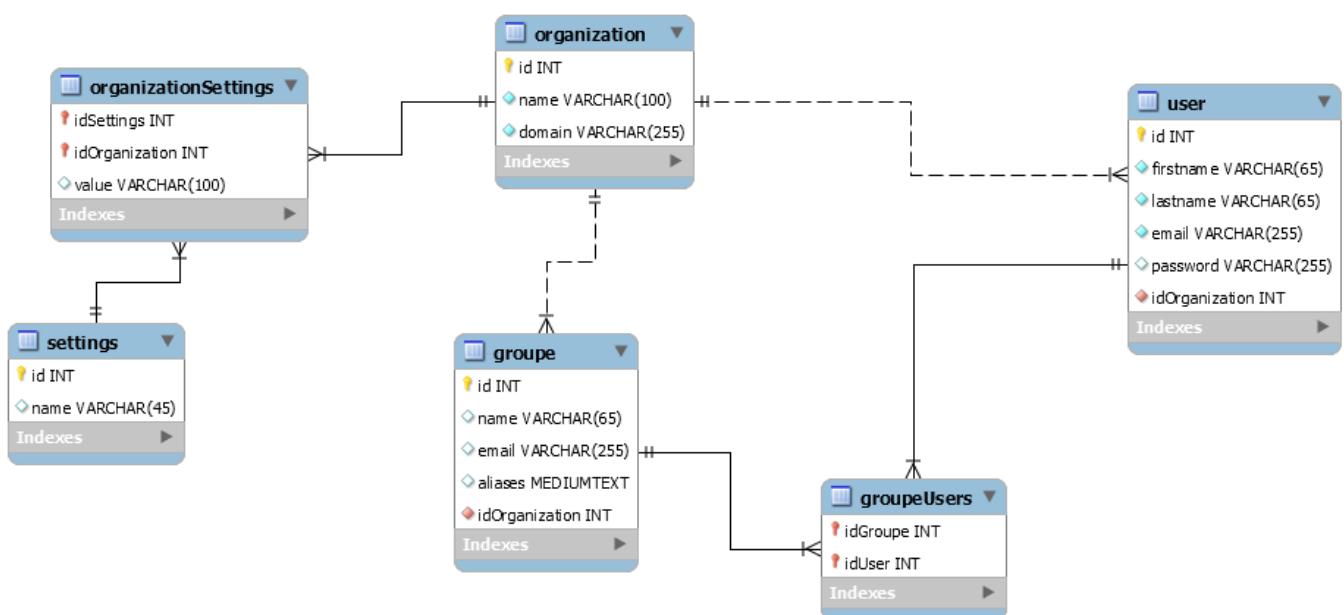 organization
id INT
name VARCHAR(100)
domain VARCHAR(255)
Indexes
organizationSettings
idSettings INT
idOrganization INT
value VARCHAR(100)
Indexes
user
id INT
firstname VARCHAR(65)
lastname VARCHAR(65)
email VARCHAR(255)
password VARCHAR(255)
idOrganization INT
Indexes
settings
id INT
name VARCHAR(45)
Indexes
groupe
id INT
name VARCHAR(65)
email VARCHAR(255)
aliases MEDIUMTEXT
idOrganization INT
Indexes
groupeUsers
idGroupe INT
idUser INT
Indexes